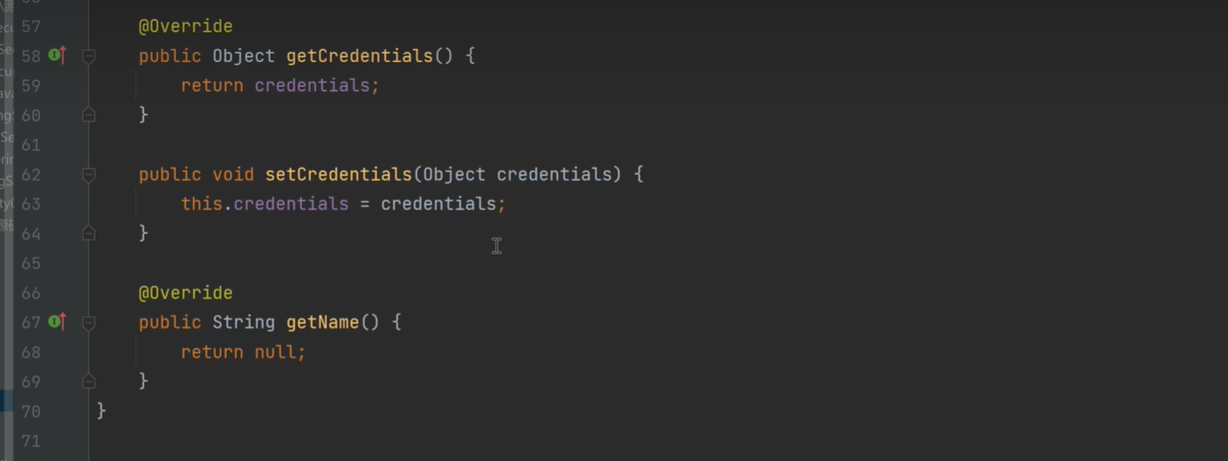 57 @Override
58 public Object getCredentials() {
59 return credentials;
60 }
61
62 public void setCredentials(Object credentials) {
63 this.credentials = credentials;
64 }
65
66 @Override
67 public String getName() {
68 return null;
69 }
70 }
71